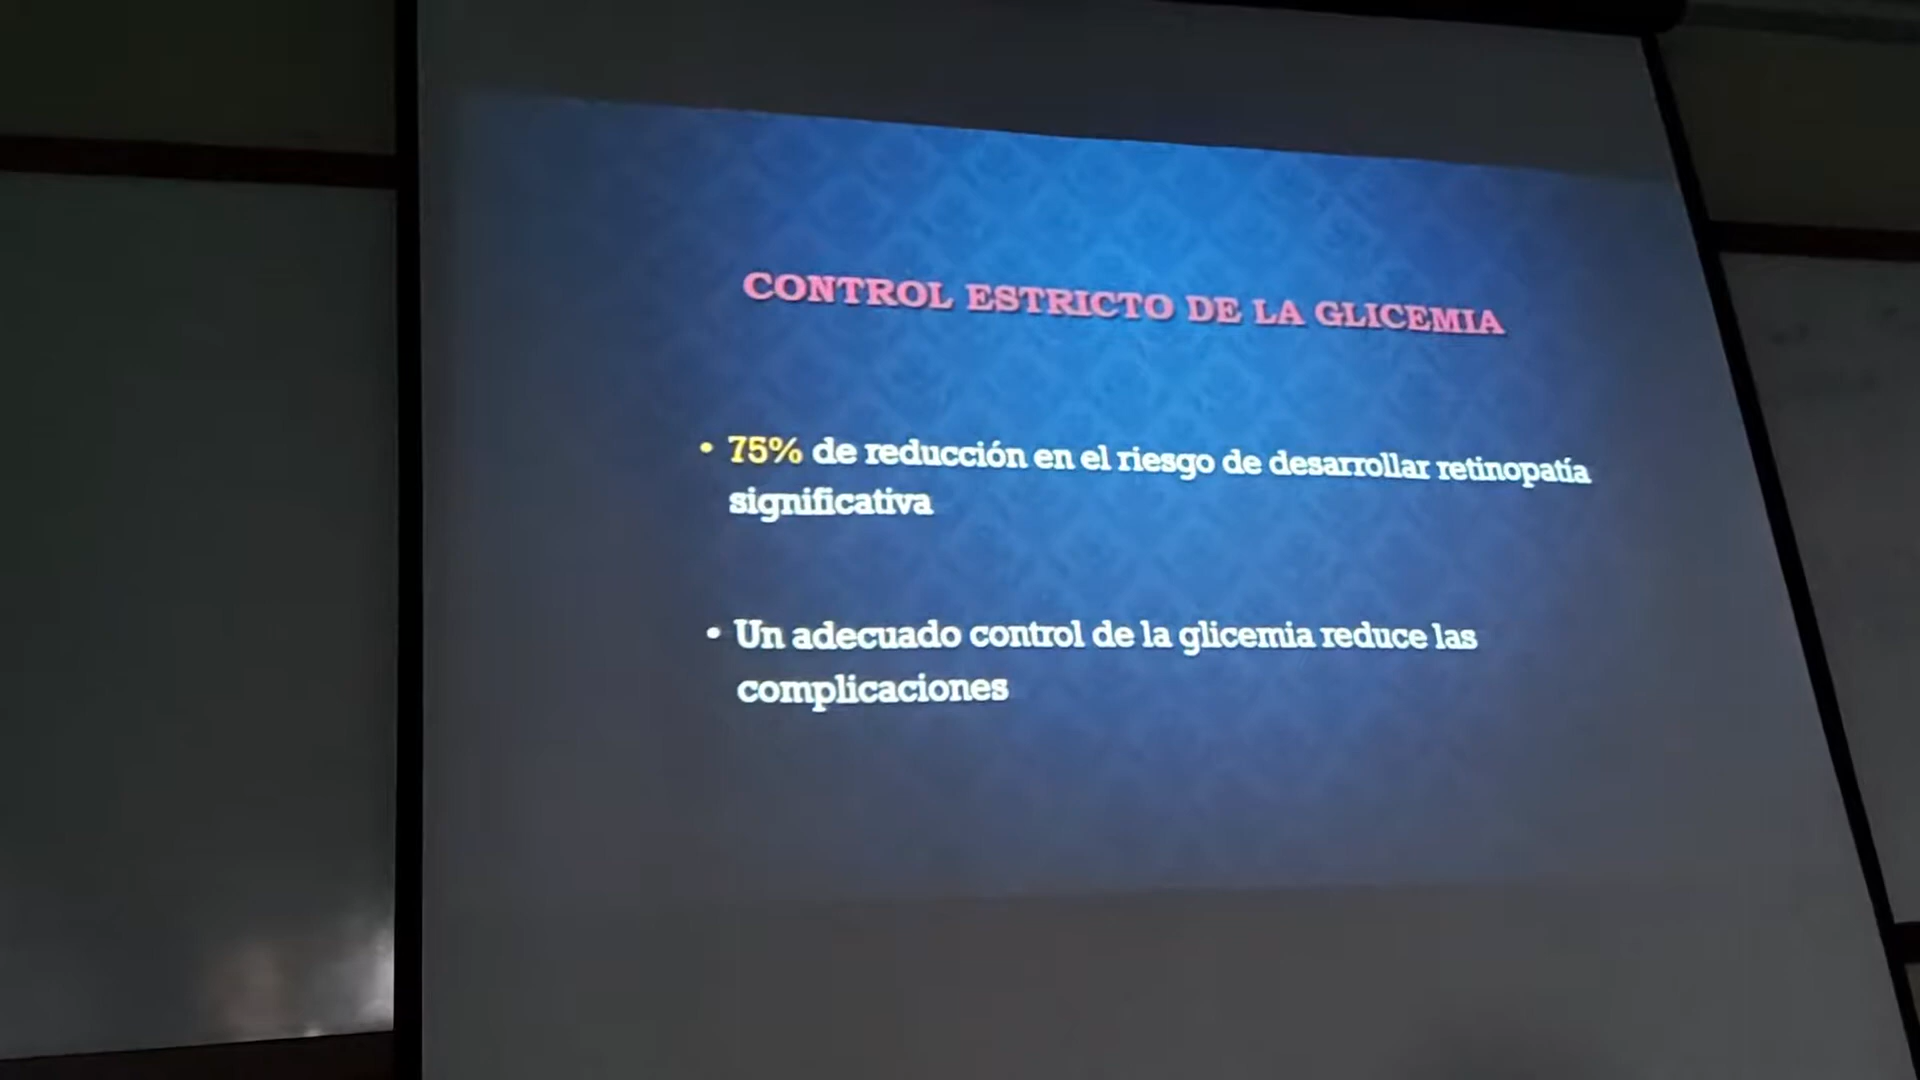 CONTROL ESTRICTO DE LA GLICEMIA
• 75% de reducción en el riesgo de desarrollar retinopatía
significativa
• Un adecuado control de la glicemia reduce las
complicaciones